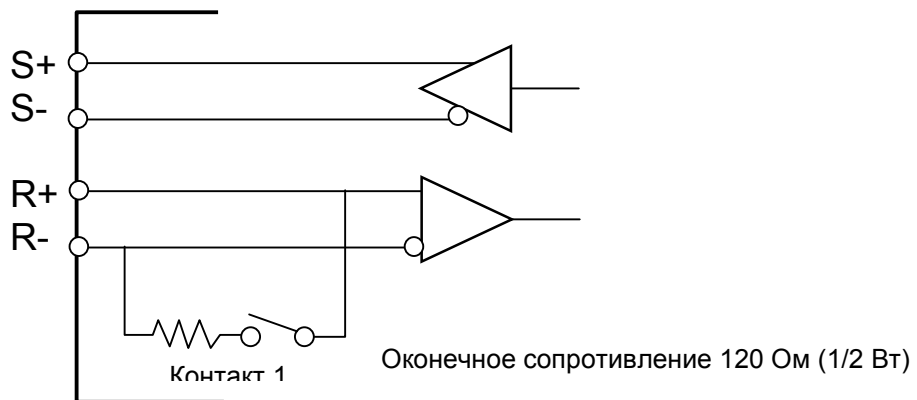 S+
S-
R+
R-
Контакт 1
Оконечное сопротивление 120 Ом (1/2 Вт)